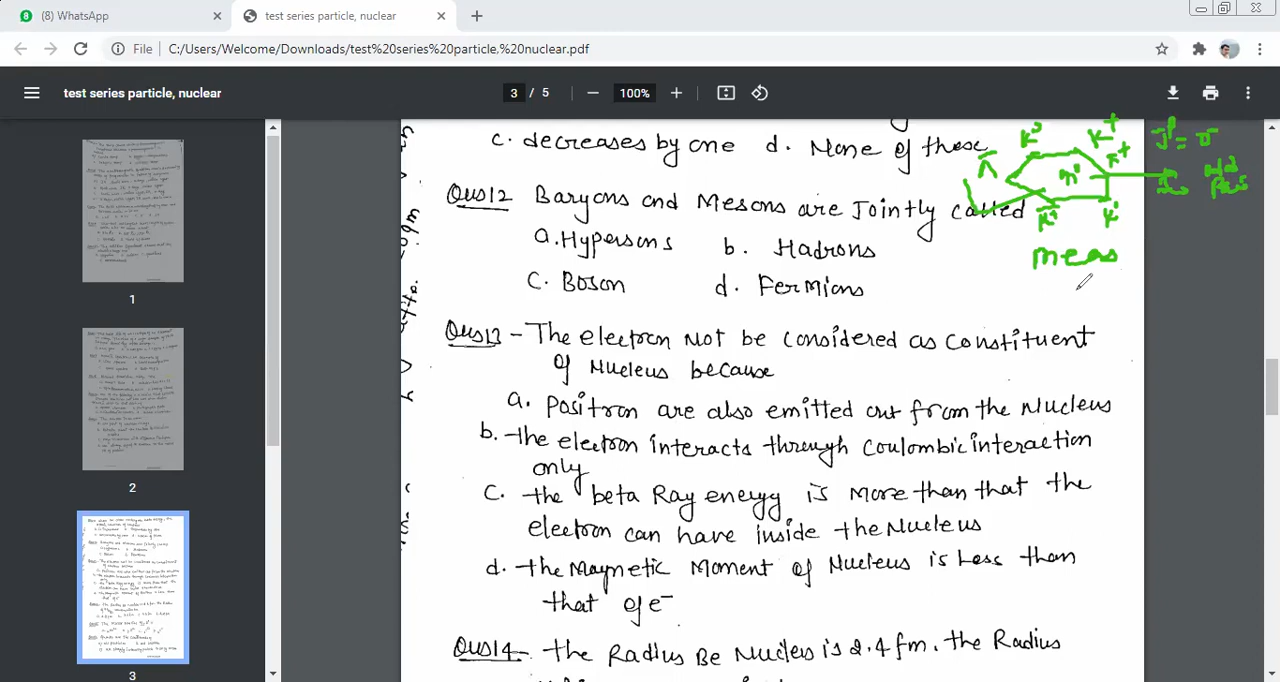 (8) WhatsApp
test series particle, nuclear
File C:/Users/Welcome/Downloads/test%20series%20particle,%20nuclear.pdf
test series particle, nuclear
3 / 5
100%
c. decreases by one d. None of these
K+
Ques12 Baryons and Mesons are Jointly called
a. Hypersons b. Hadrons
C. Boson d. Fermions
meas
Ques13 - The electron not be considered as constituent
of Nucleus because
a. Positron are also emitted out from the Nucleus
b. The electron interacts through Coulombic interaction
only
C. the beta Ray eneygy is More than that the
electron can have inside the Nucleus
d. the Magnetic Moment of Nucleus is Less than
that of e-
Ques14 - The Radius Be Nucleus is 2.4 fm. The Radius
1
2
3